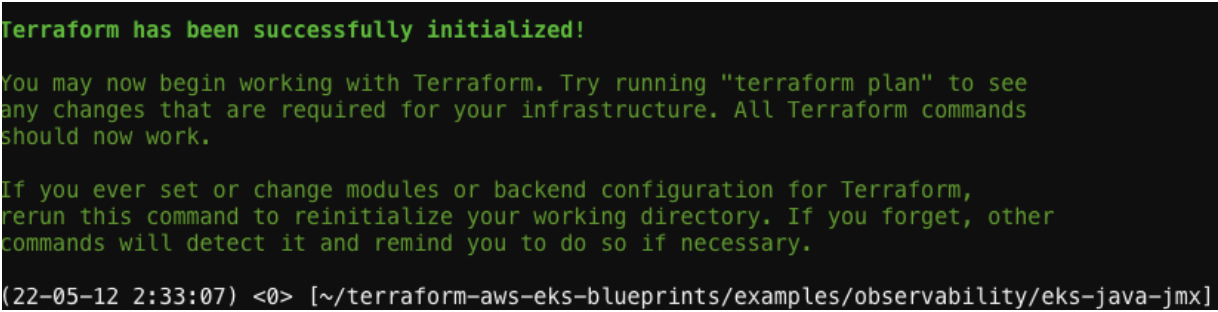 Terraform has been successfully initialized!
You may now begin working with Terraform. Try running "terraform plan" to see
any changes that are required for your infrastructure. All Terraform commands
should now work.
If you ever set or change modules or backend configuration for Terraform,
rerun this command to reinitialize your working directory. If you forget, other
commands will detect it and remind you to do so if necessary.
(22-05-12 2:33:07) <0> [~/terraform-aws-eks-blueprints/examples/observability/eks-java-jmx]